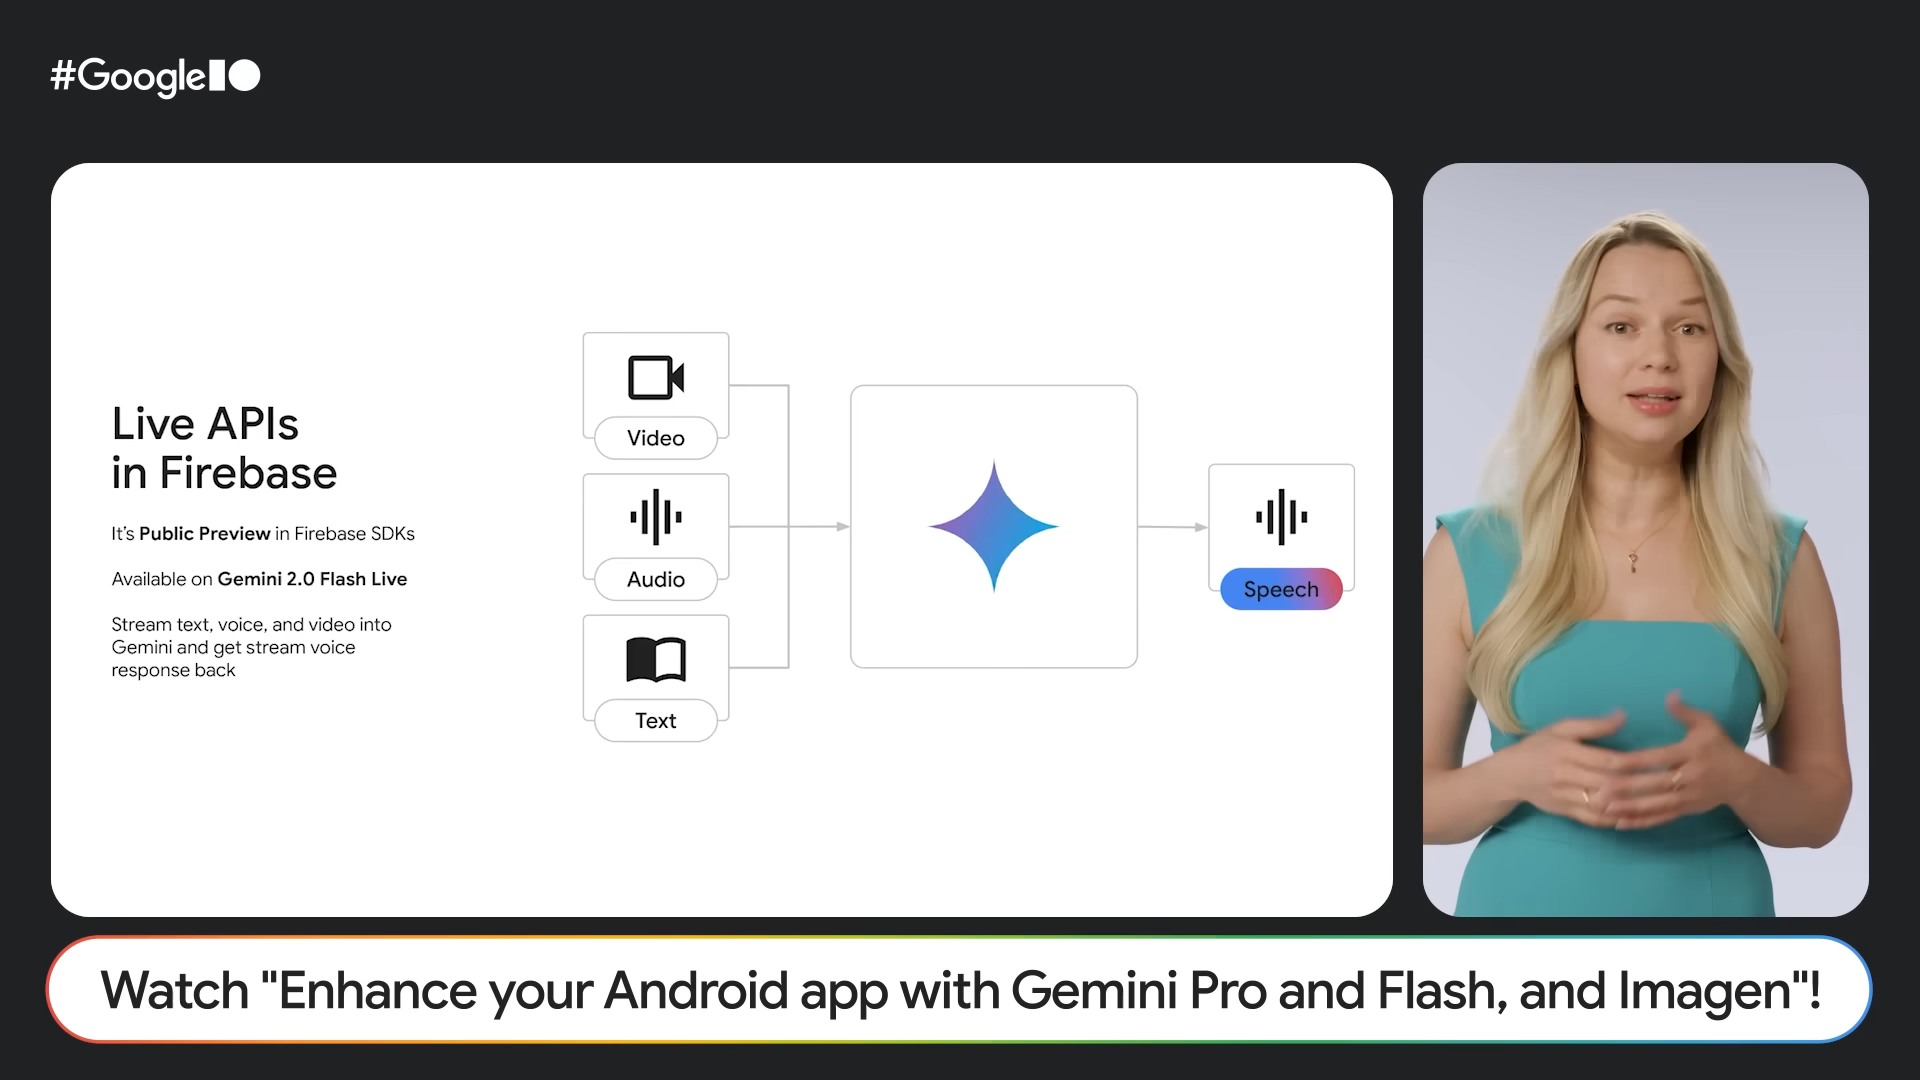 #GoogleIO
Live APIs
in Firebase
It's Public Preview in Firebase SDKs
Available on Gemini 2.0 Flash Live
Stream text, voice, and video into
Gemini and get stream voice
response back
Video
Audio
Text
Speech
Watch "Enhance your Android app with Gemini Pro and Flash, and Imagen"!